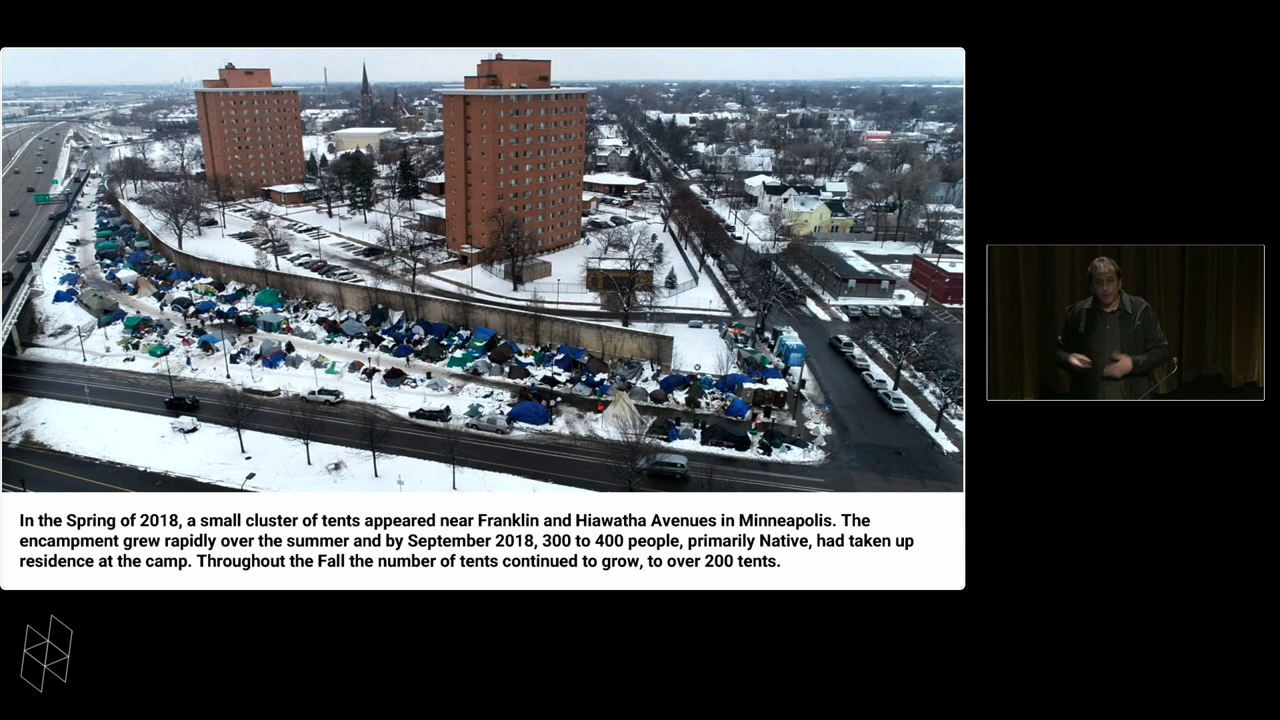 In the Spring of 2018, a small cluster of tents appeared near Franklin and Hiawatha Avenues in Minneapolis. The
encampment grew rapidly over the summer and by September 2018, 300 to 400 people, primarily Native, had taken up
residence at the camp. Throughout the Fall the number of tents continued to grow, to over 200 tents.